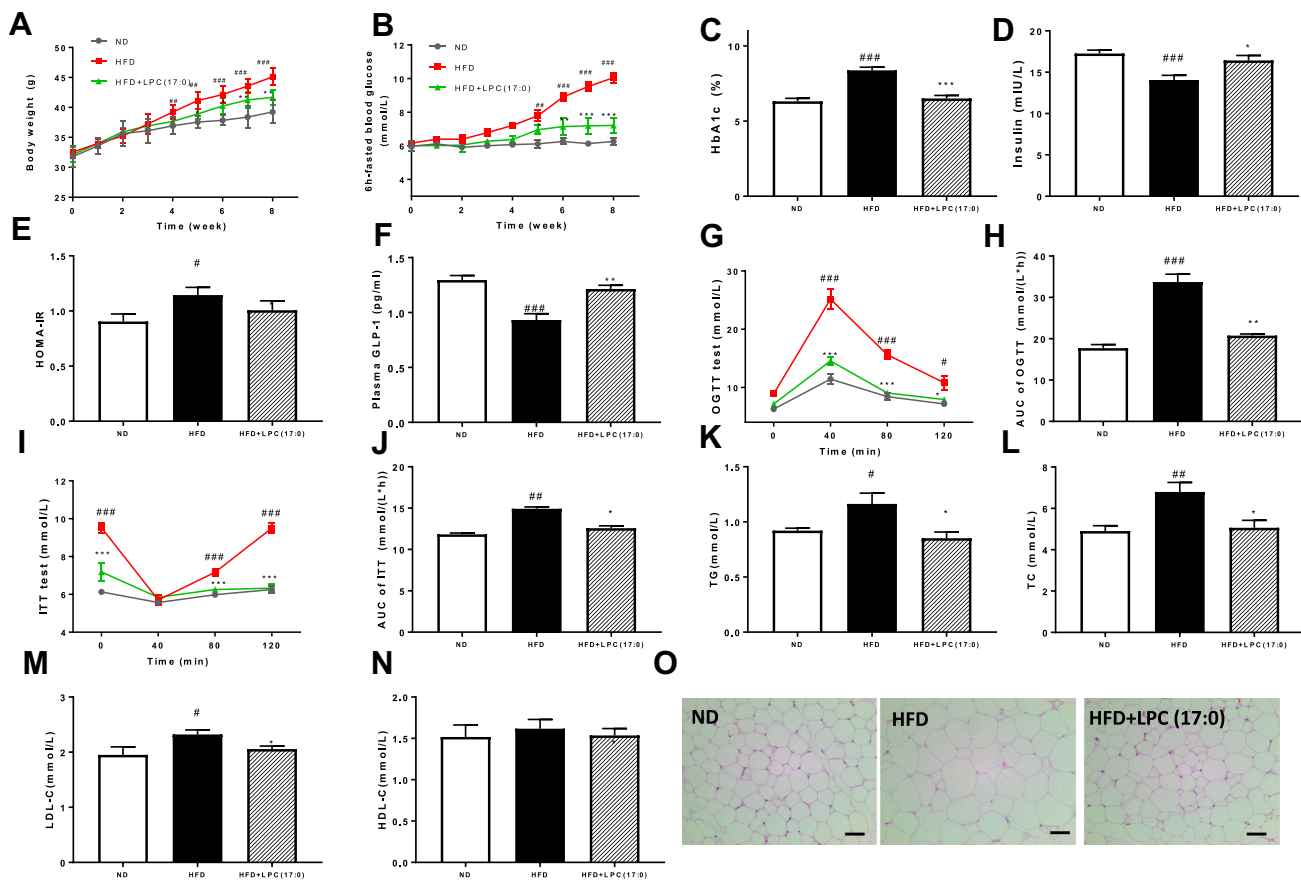 A
Body weight (g)
50
45
40
35
30
25
0
2
4
6
8
Time (week)
ND
HFD
HFD+LPC(17:0)
##
##
###
###
###
**
B
6h-fasted blood glucose
(mmol/L)
12
10
8
6
4
0
2
4
6
8
Time (week)
ND
HFD
HFD+LPC(17:0)
##
###
###
###
*
**
***
***
C
HbA1c (%)
10
5
0
ND
HFD
HFD+LPC(17:0)
###
***
D
Insulin (mIU/L)
20
15
10
5
0
ND
HFD
HFD+LPC(17:0)
###
*
E
HOMA-IR
1.5
1.0
0.5
0.0
ND
HFD
HFD+LPC(17:0)
#
*
F
Plasma GLP-1 (pg/ml)
1.5
1.0
0.5
0.0
ND
HFD
HFD+LPC(17:0)
###
**
G
OGTT test (mmol/L)
30
20
10
0
40
80
120
Time (min)
###
###
#
***
***
*
H
AUC of OGTT (mmol/(L*h))
40
30
20
10
0
ND
HFD
HFD+LPC(17:0)
###
**
I
ITT test (mmol/L)
12
10
8
6
4
0
40
80
120
Time (min)
###
###
###
***
***
***
J
AUC of ITT (mmol/(L*h))
20
15
10
5
0
ND
HFD
HFD+LPC(17:0)
##
*
K
TG(mmol/L)
1.5
1.0
0.5
0.0
ND
HFD
HFD+LPC(17:0)
#
*
L
TC (mmol/L)
8
6
4
2
0
ND
HFD
HFD+LPC(17:0)
##
*
M
LDL-C(mmol/L)
3
2
1
0
ND
HFD
HFD+LPC(17:0)
#
*
N
HDL-C(mmol/L)
2.0
1.5
1.0
0.5
0.0
ND
HFD
HFD+LPC(17:0)
*
O
ND
HFD
HFD+LPC (17:0)